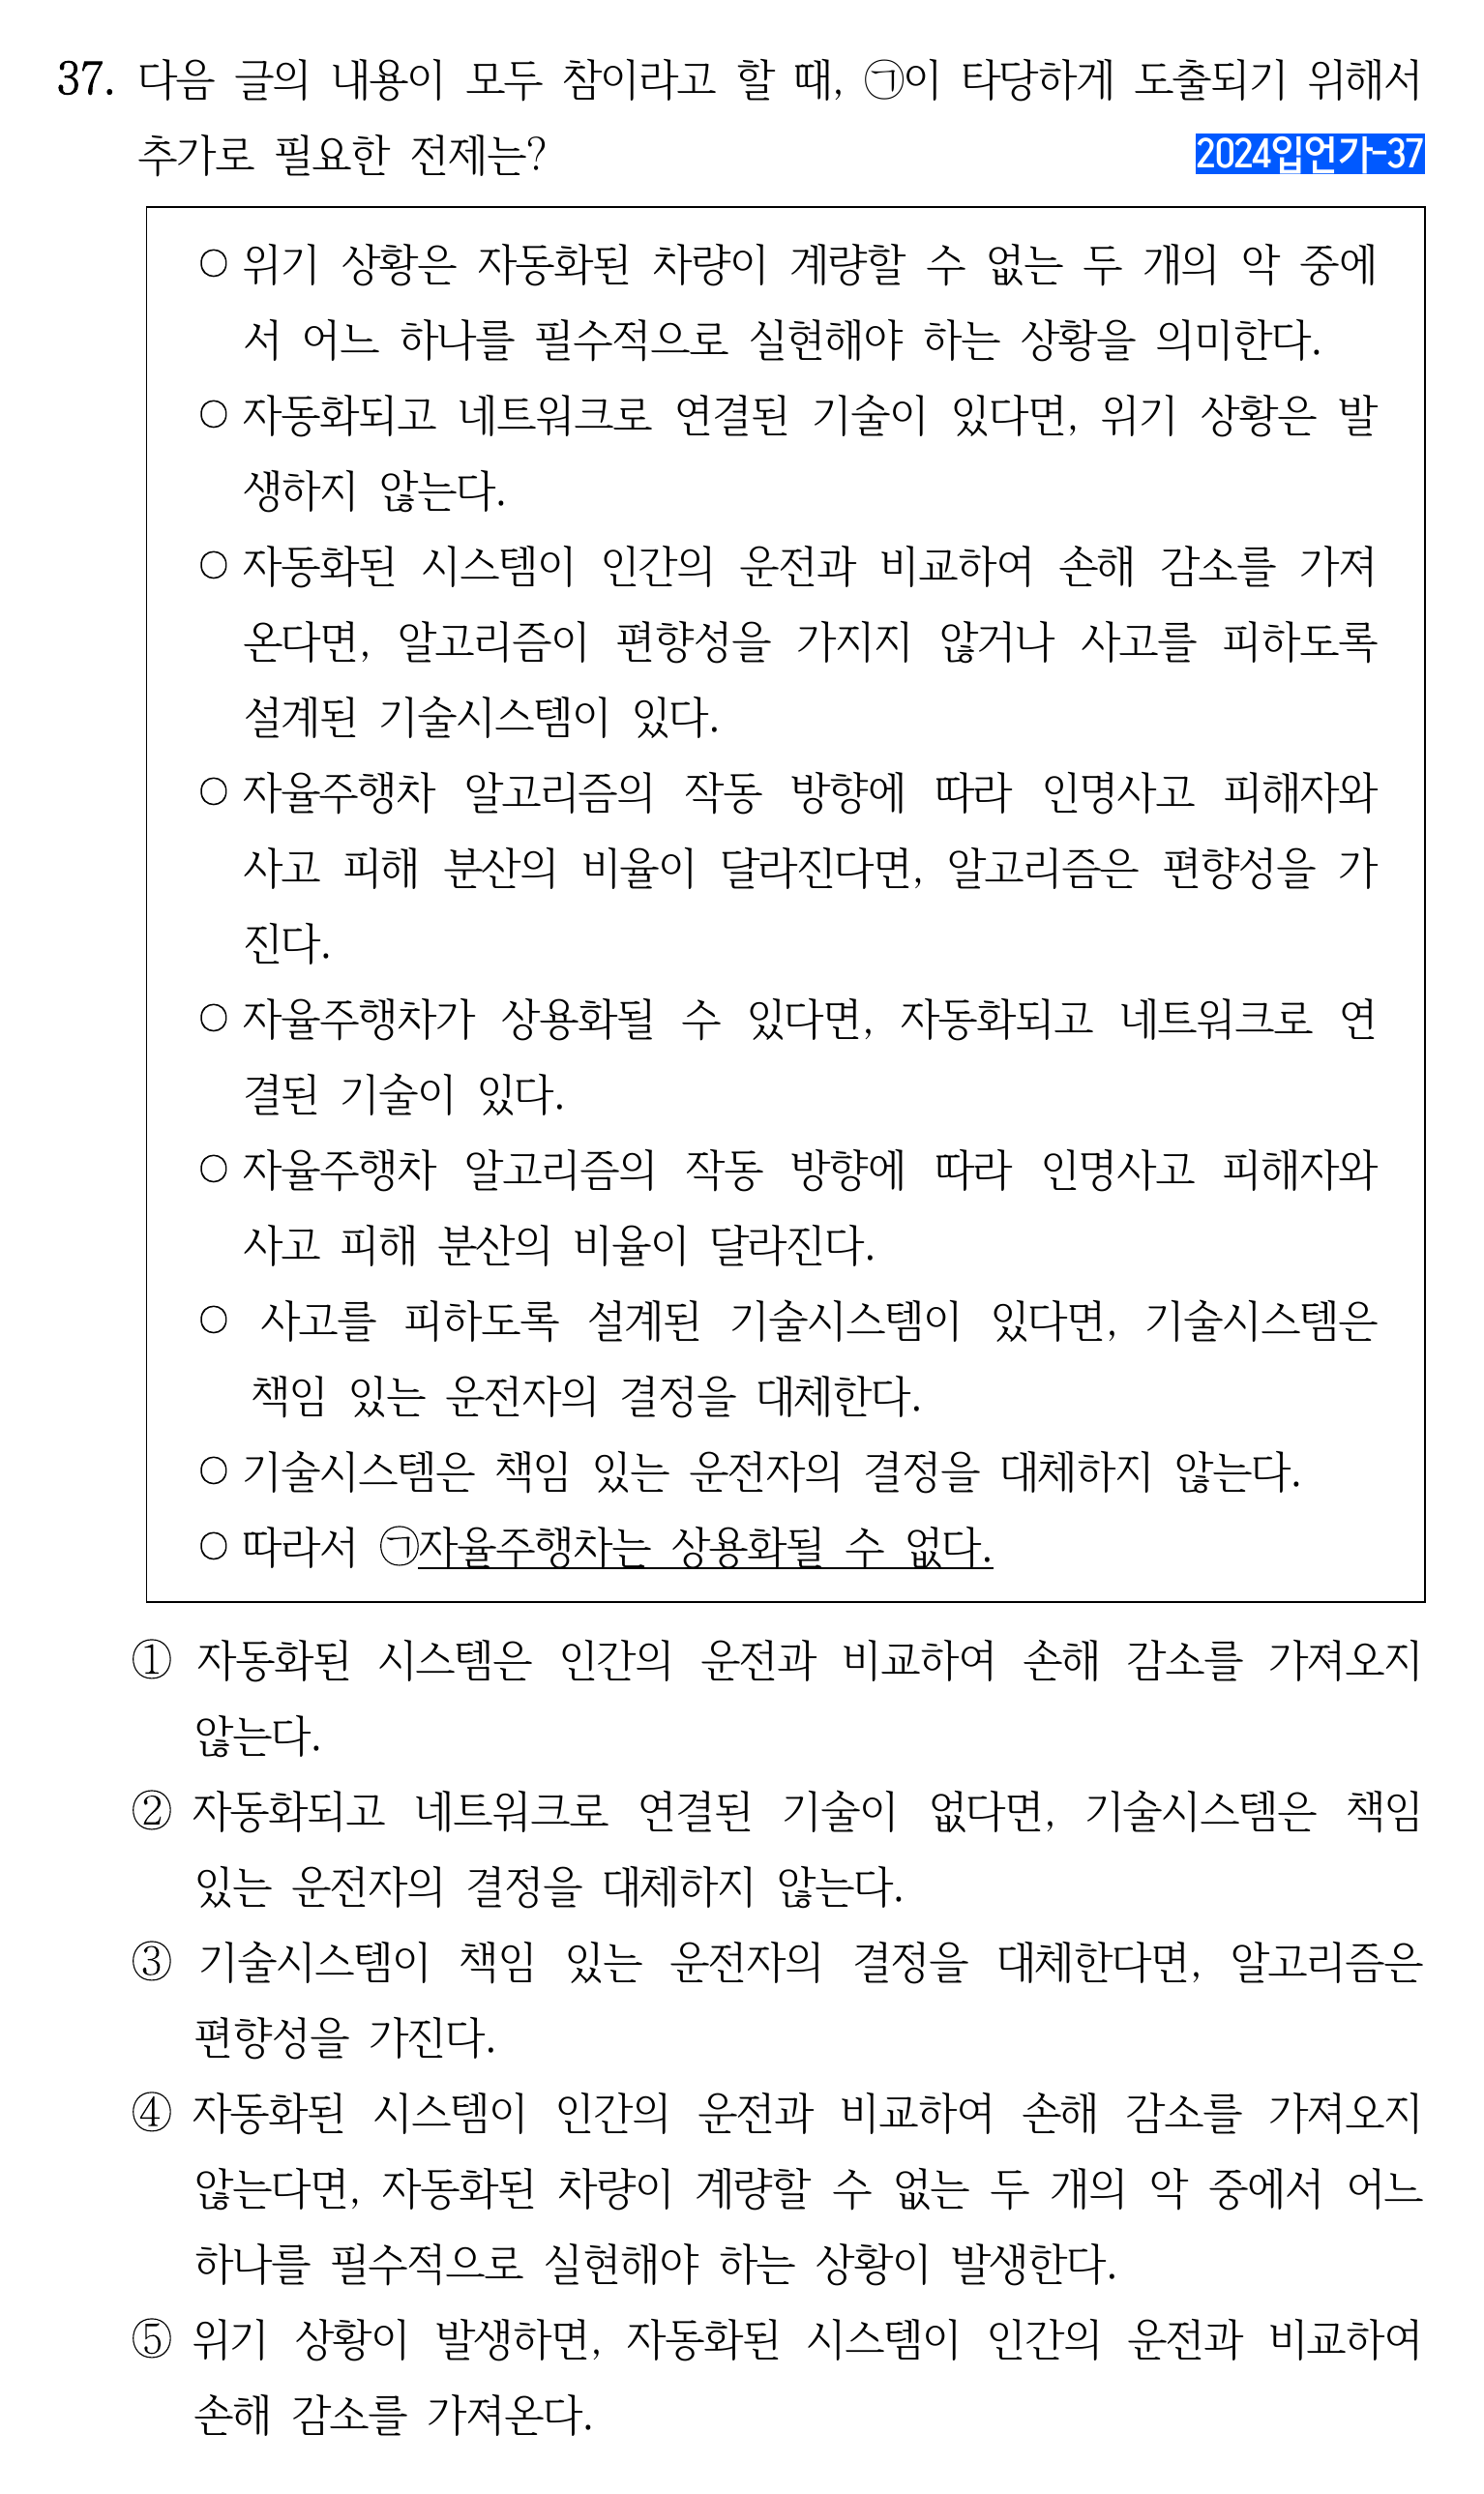 37. 다음 글의 내용이 모두 참이라고 할 때, ㉠이 타당하게 도출되기 위해서
추가로 필요한 전제는? 2024입언가-37
○ 위기 상황은 자동화된 차량이 계량할 수 없는 두 개의 악 중에
서 어느 하나를 필수적으로 실현해야 하는 상황을 의미한다.
○ 자동화되고 네트워크로 연결된 기술이 있다면, 위기 상황은 발
생하지 않는다.
○ 자동화된 시스템이 인간의 운전과 비교하여 손해 감소를 가져
온다면, 알고리즘이 편향성을 가지지 않거나 사고를 피하도록
설계된 기술시스템이 있다.
○ 자율주행차 알고리즘의 작동 방향에 따라 인명사고 피해자와
사고 피해 분산의 비율이 달라진다면, 알고리즘은 편향성을 가
진다.
○ 자율주행차가 상용화될 수 있다면, 자동화되고 네트워크로 연
결된 기술이 있다.
○ 자율주행차 알고리즘의 작동 방향에 따라 인명사고 피해자와
사고 피해 분산의 비율이 달라진다.
○ 사고를 피하도록 설계된 기술시스템이 있다면, 기술시스템은
책임 있는 운전자의 결정을 대체한다.
○ 기술시스템은 책임 있는 운전자의 결정을 대체하지 않는다.
○ 따라서 ㉠자율주행차는 상용화될 수 없다.
① 자동화된 시스템은 인간의 운전과 비교하여 손해 감소를 가져오지
않는다.
② 자동화되고 네트워크로 연결된 기술이 없다면, 기술시스템은 책임
있는 운전자의 결정을 대체하지 않는다.
③ 기술시스템이 책임 있는 운전자의 결정을 대체한다면, 알고리즘은
편향성을 가진다.
④ 자동화된 시스템이 인간의 운전과 비교하여 손해 감소를 가져오지
않는다면, 자동화된 차량이 계량할 수 없는 두 개의 악 중에서 어느
하나를 필수적으로 실현해야 하는 상황이 발생한다.
⑤ 위기 상황이 발생하면, 자동화된 시스템이 인간의 운전과 비교하여
손해 감소를 가져온다.